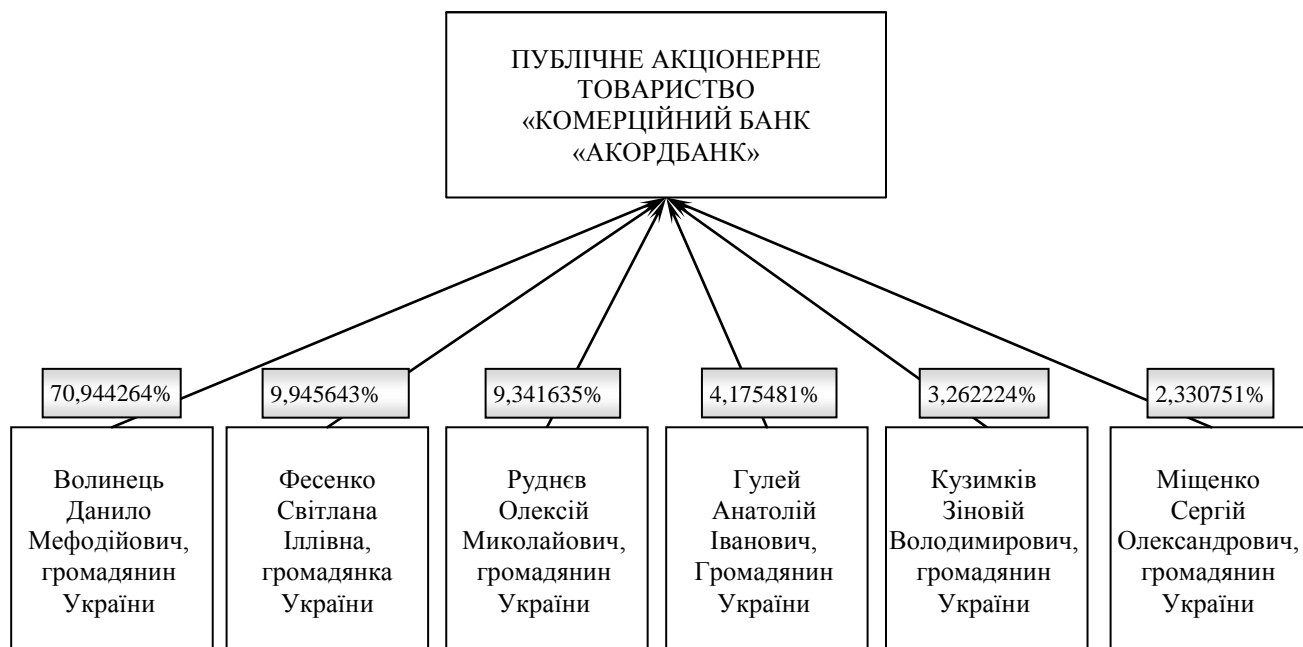 ПУБЛІЧНЕ АКЦІОНЕРНЕ
ТОВАРИСТВО
«КОМЕРЦІЙНИЙ БАНК
«АКОРДБАНК»
70,944264%
9,945643%
9,341635%
4,175481%
3,262224%
2,330751%
Волинець
Данило
Мефодійович,
громадянин
України
Фесенко
Світлана
Іллівна,
громадянка
України
Руднєв
Олексій
Миколайович,
громадянин
України
Гулей
Анатолій
Іванович,
Громадянин
України
Кузимків
Зіновій
Володимирович,
громадянин
України
Міщенко
Сергій
Олександрович,
громадянин
України